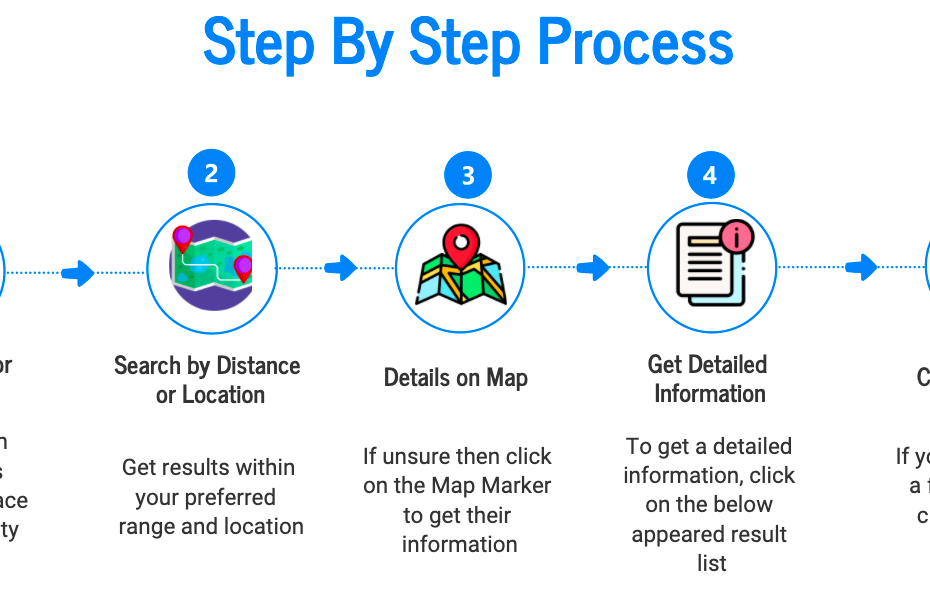 Step By Step Process
2
3
4
or
Search by Distance
or Location
Details on Map
Get Detailed
Information
C
n
s
ace
ty
Get results within
your preferred
range and location
If unsure then click
on the Map Marker
to get their
information
To get a detailed
information, click
on the below
appeared result
list
If yo
a f
c